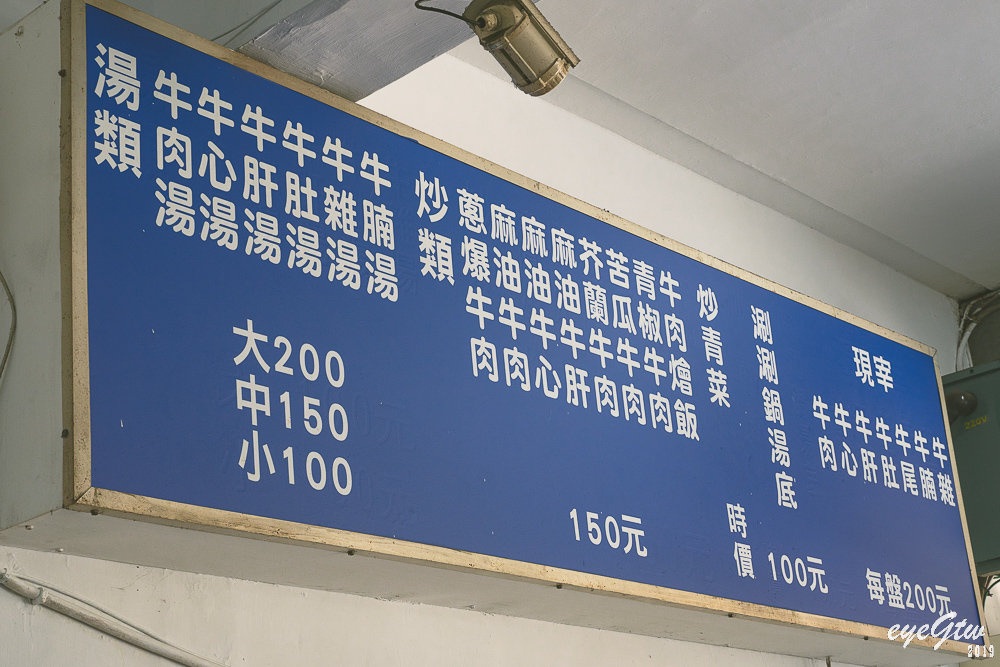 湯類
牛肉湯
牛心湯
牛肝湯
牛肚湯
牛雜湯
牛腩湯
大200
中150
小100
炒類
蔥爆牛肉
麻油牛肉
麻油牛心
麻油牛肝
芥蘭牛肉
苦瓜牛肉
青椒牛肉
牛肉燴飯
150元
炒青菜
時價
涮涮鍋湯底
100元
現宰
牛肉
牛心
牛肝
牛肚
牛尾
牛腩
牛雜
每盤200元
eyeGtw
2019